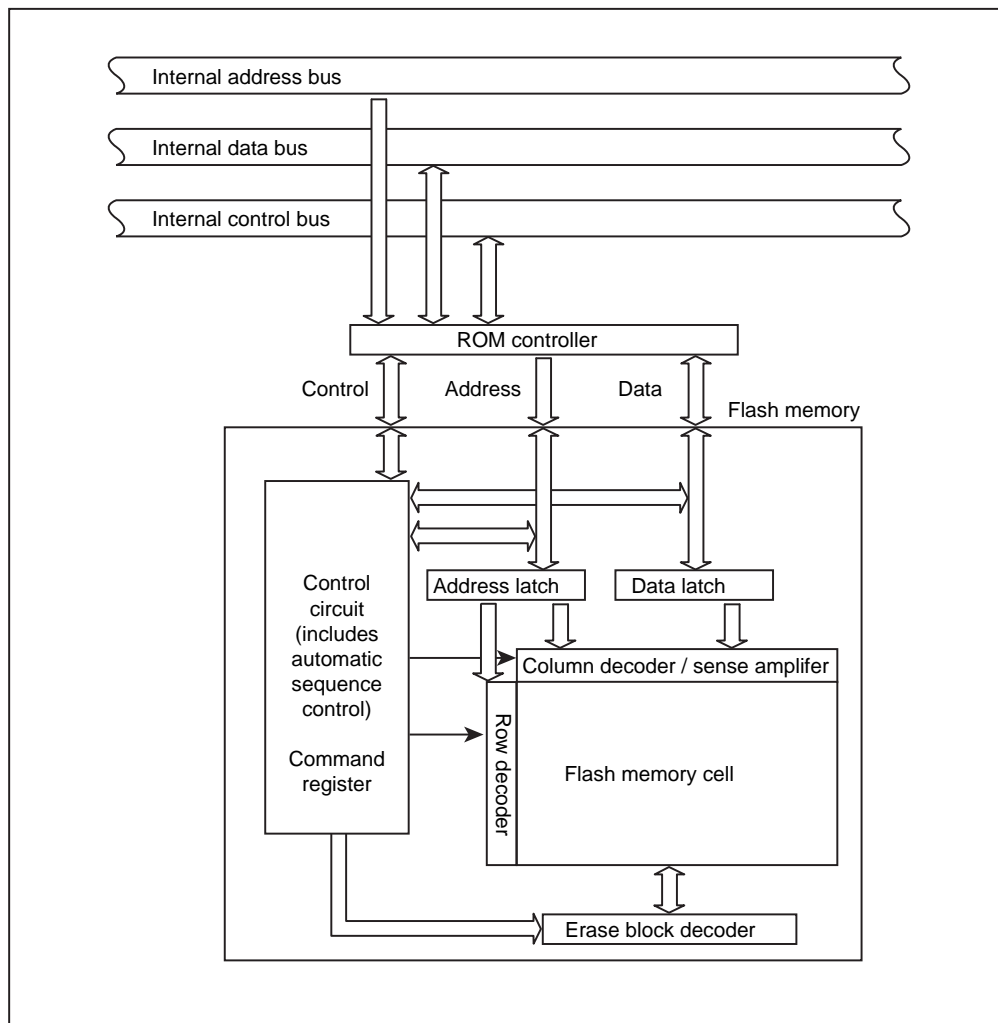 Internal address bus
Internal data bus
Internal control bus
ROM controller
Control
Address
Data
Flash memory
Control
circuit
(includes
automatic
sequence
control)
Command
register
Address latch
Data latch
Column decoder / sense amplifer
Row decoder
Flash memory cell
Erase block decoder